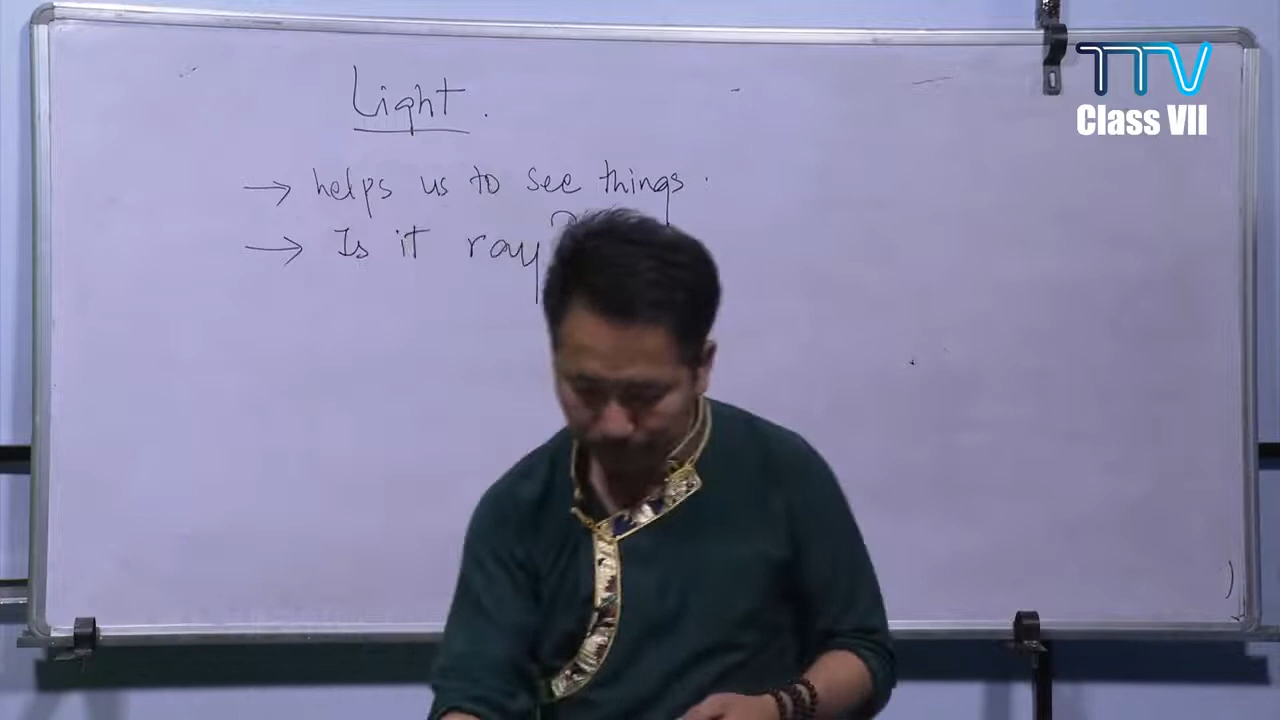 TTV
Class VII
Light.
→ helps us to see things.
→ Is it ray